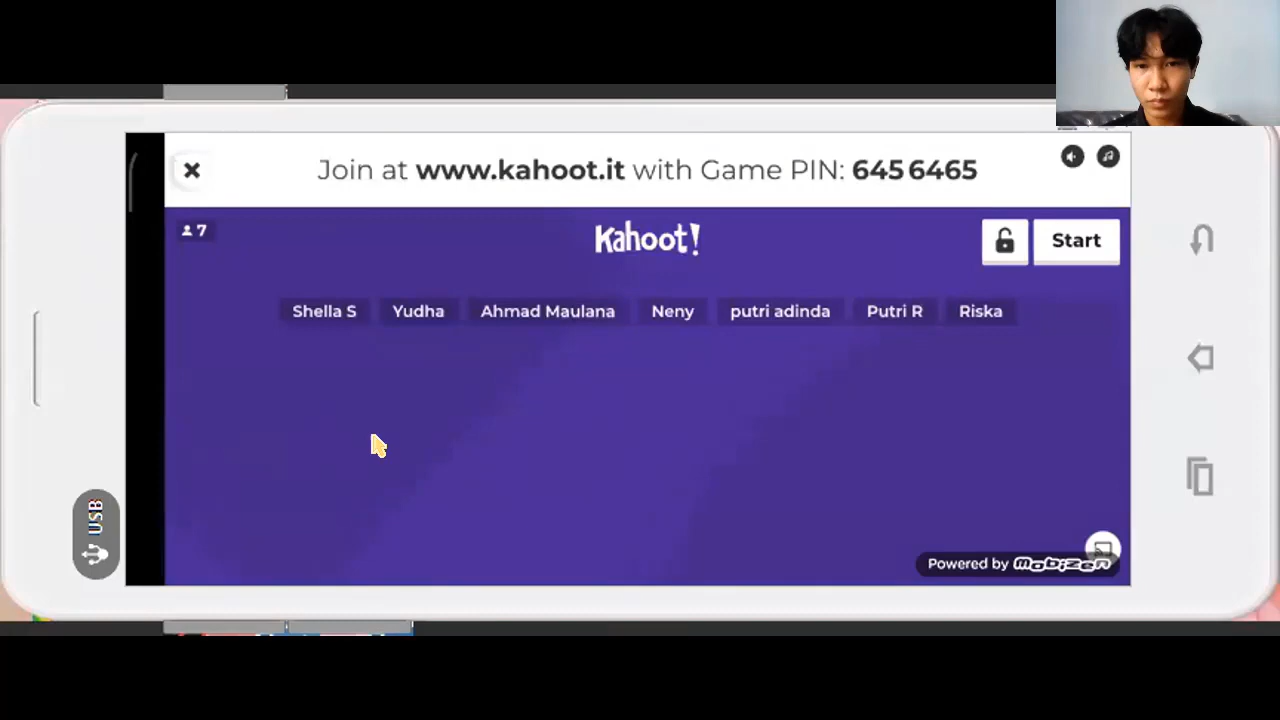 Join at www.kahoot.it with Game PIN: 645 6465
7
Kahoot!
Start
Shella S Yudha Ahmad Maulana Neny putri adinda Putri R Riska
USB
Powered by Mobizen